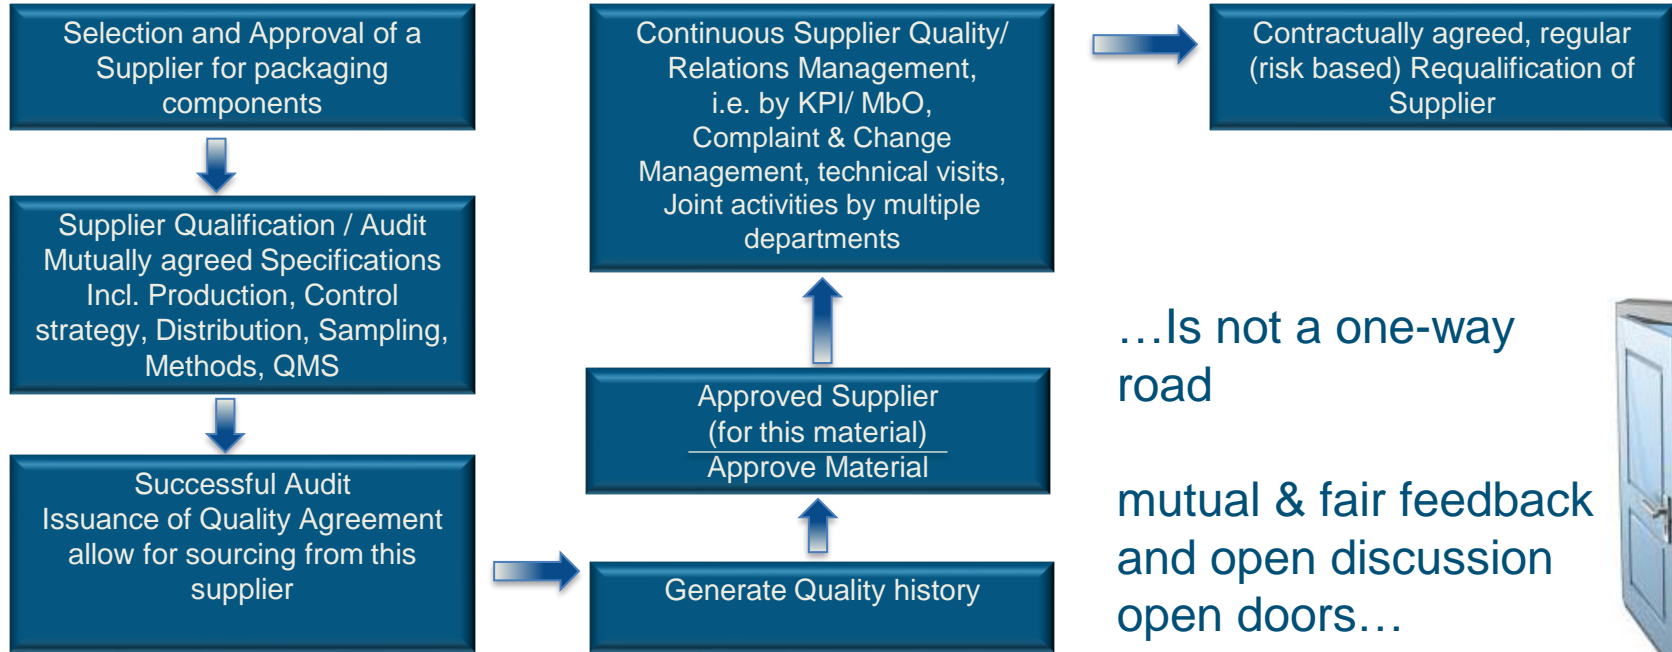 Selection and Approval of a
Supplier for packaging
components
Supplier Qualification / Audit
Mutually agreed Specifications
Incl. Production, Control
strategy, Distribution, Sampling,
Methods, QMS
Successful Audit
Issuance of Quality Agreement
allow for sourcing from this
supplier
Generate Quality history
Approved Supplier
(for this material)
Approve Material
Continuous Supplier Quality/
Relations Management,
i.e. by KPI/ MbO,
Complaint & Change
Management, technical visits,
Joint activities by multiple
departments
Contractually agreed, regular
(risk based) Requalification of
Supplier
…Is not a one-way
road
mutual & fair feedback
and open discussion
open doors…